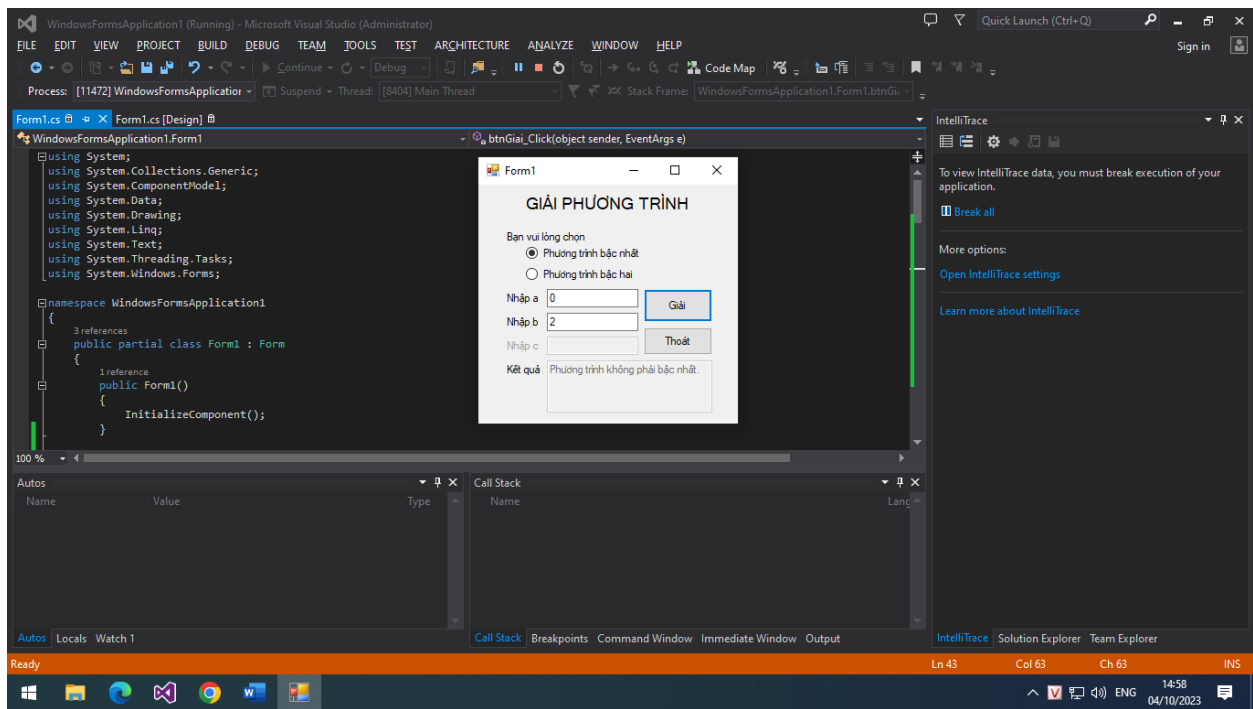 WindowsFormsApplication1 (Running) - Microsoft Visual Studio (Administrator)
Quick Launch (Ctrl+Q)
FILE EDIT VIEW PROJECT BUILD DEBUG TEAM TOOLS TEST ARCHITECTURE ANALYZE WINDOW HELP
Sign in
Continue Debug Code Map
Process: [11472] WindowsFormsApplication Suspend Thread: [8404] Main Thread Stack Frame: WindowsFormsApplication1.Form1.btnGi
Form1.cs Form1.cs [Design]
WindowsFormsApplication1.Form1 btnGiai_Click(object sender, EventArgs e)
using System;
using System.Collections.Generic;
using System.ComponentModel;
using System.Data;
using System.Drawing;
using System.Linq;
using System.Text;
using System.Threading.Tasks;
using System.Windows.Forms;
namespace WindowsFormsApplication1
{
3 references
public partial class Form1 : Form
{
1 reference
public Form1()
{
InitializeComponent();
}
100 %
Form1
GIẢI PHƯƠNG TRÌNH
Bạn vui lòng chọn
Phương trình bậc nhất
Phương trình bậc hai
Nhập a 0 Giải
Nhập b 2
Nhập c Thoát
Kết quả Phương trình không phải bậc nhất.
IntelliTrace
To view IntelliTrace data, you must break execution of your
application.
Break all
More options:
Open IntelliTrace settings
Learn more about IntelliTrace
Autos
Name Value Type
Call Stack
Name Lang
Autos Locals Watch 1
Call Stack Breakpoints Command Window Immediate Window Output
IntelliTrace Solution Explorer Team Explorer
Ready Ln 43 Col 63 Ch 63 INS
V ENG
14:58
04/10/2023